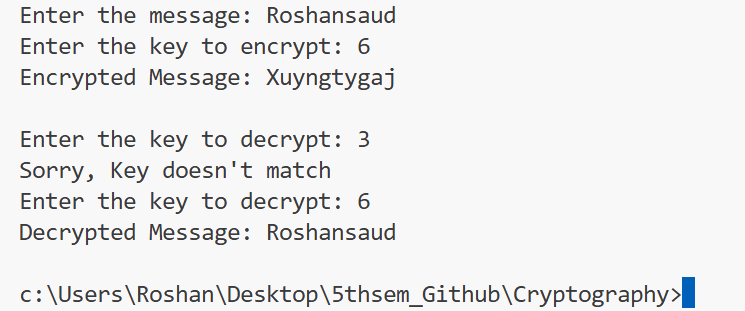 Enter the message: Roshansaud
Enter the key to encrypt: 6
Encrypted Message: Xuyngtygaj
Enter the key to decrypt: 3
Sorry, Key doesn't match
Enter the key to decrypt: 6
Decrypted Message: Roshansaud
c:\Users\Roshan\Desktop\5thsem_Github\Cryptography>